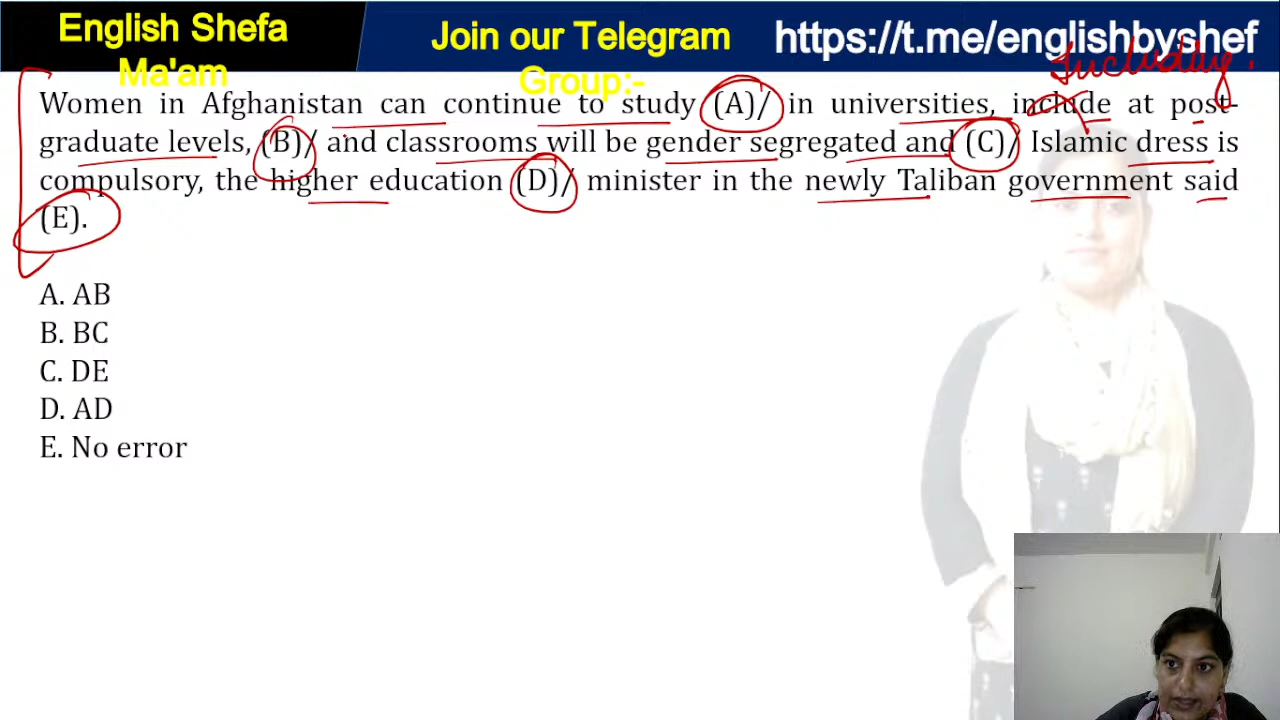 English Shefa Ma'am
Join our Telegram Group:-
https://t.me/englishbyshef
Including.
Women in Afghanistan can continue to study (A)/ in universities, include at post-
graduate levels, (B)/ and classrooms will be gender segregated and (C)/ Islamic dress is
compulsory, the higher education (D)/ minister in the newly Taliban government said
(E).
A. AB
B. BC
C. DE
D. AD
E. No error